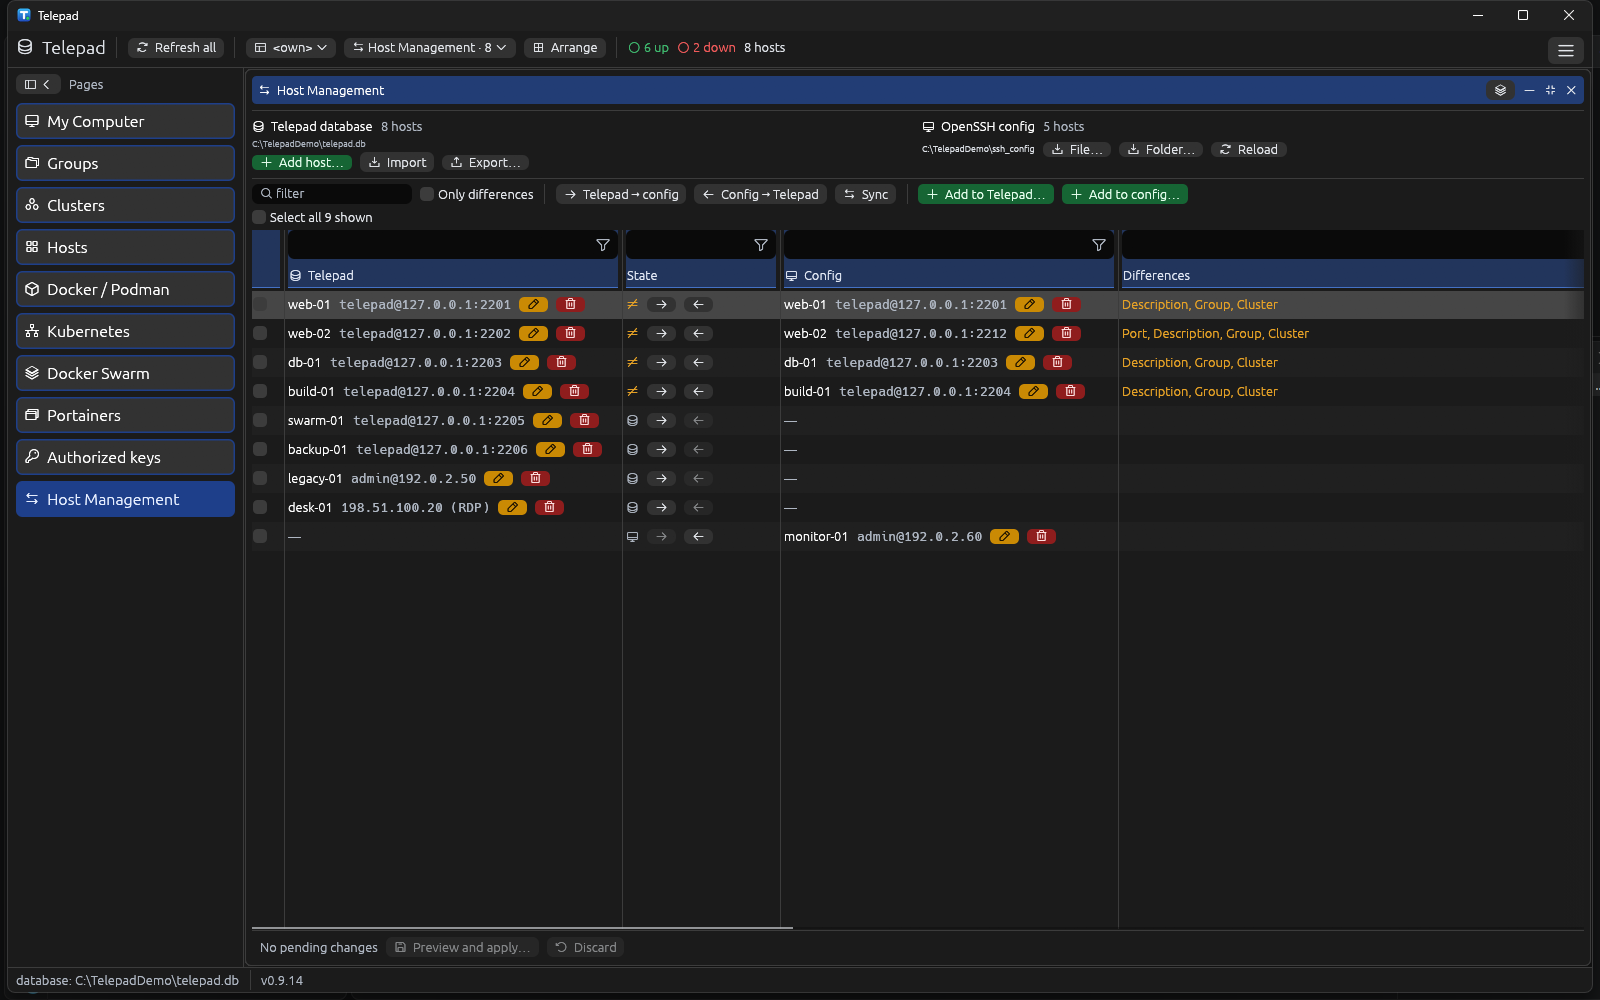 Telepad
Telepad Refresh all <own> Host Management · 8 Arrange 6 up 2 down 8 hosts
Pages
My Computer
Groups
Clusters
Hosts
Docker / Podman
Kubernetes
Docker Swarm
Portainers
Authorized keys
Host Management
Host Management
Telepad database 8 hosts
C:\TelepadDemo\telepad.db
Add host… Import Export…
OpenSSH config 5 hosts
C:\TelepadDemo\ssh_config File… Folder… Reload
filter Only differences Telepad→config Config→Telepad Sync Add to Telepad… Add to config…
Select all 9 shown
Telepad State Config Differences
web-01 telepad@127.0.0.1:2201 ≠ → ← web-01 telepad@127.0.0.1:2201 Description, Group, Cluster
web-02 telepad@127.0.0.1:2202 ≠ → ← web-02 telepad@127.0.0.1:2212 Port, Description, Group, Cluster
db-01 telepad@127.0.0.1:2203 ≠ → ← db-01 telepad@127.0.0.1:2203 Description, Group, Cluster
build-01 telepad@127.0.0.1:2204 ≠ → ← build-01 telepad@127.0.0.1:2204 Description, Group, Cluster
swarm-01 telepad@127.0.0.1:2205 → ← —
backup-01 telepad@127.0.0.1:2206 → ← —
legacy-01 admin@192.0.2.50 → ← —
desk-01 198.51.100.20 (RDP) → ← —
— → ← monitor-01 admin@192.0.2.60
No pending changes Preview and apply… Discard
database: C:\TelepadDemo\telepad.db v0.9.14